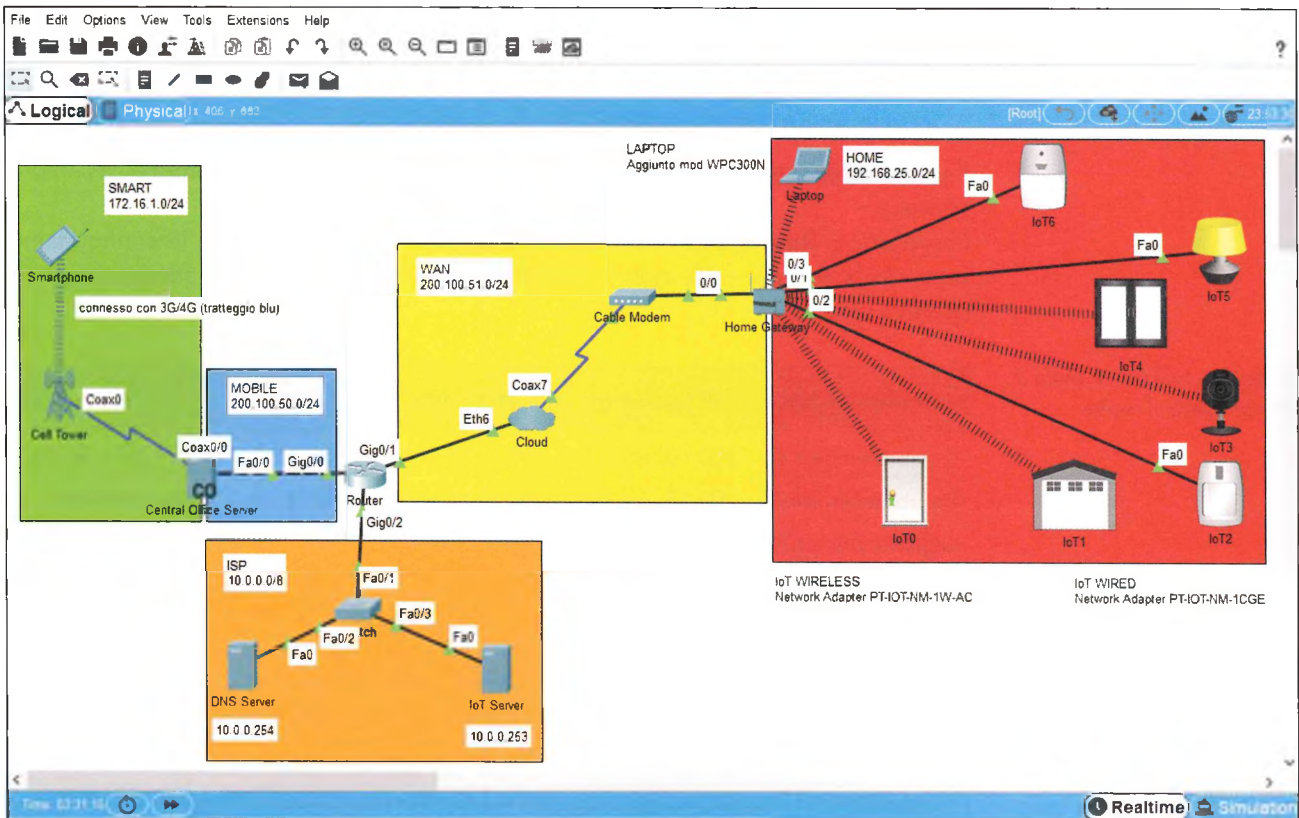 File Edit Options View Tools Extensions Help
?
Logical
Physical
[Root]
LAPTOP
Aggiunto mod WPC300N
SMART
172.16.1.0/24
Smartphone
connesso con 3G/4G (tratteggio blu)
Coax0
Cell Tower
Coax0/0
Central Office Server
CO
MOBILE
200.100.50.0/24
Fa0/0
Gig0/0
Router
Gig0/1
Gig0/2
WAN
200.100.51.0/24
Eth6
Coax7
Cloud
Cable Modem
0/0
Home Gateway
0/3
0/1
0/2
HOME
192.168.25.0/24
Laptop
Fa0
IoT6
Fa0
IoT5
IoT4
IoT3
Fa0
IoT2
IoT1
IoT0
IoT WIRELESS
Network Adapter PT-IOT-NM-1W-AC
IoT WIRED
Network Adapter PT-IOT-NM-1CGE
ISP
10.0.0.0/8
Fa0/1
tch
Fa0/2
Fa0/3
Fa0
Fa0
DNS Server
IoT Server
10.0.0.254
10.0.0.253
Realtime
Simulation